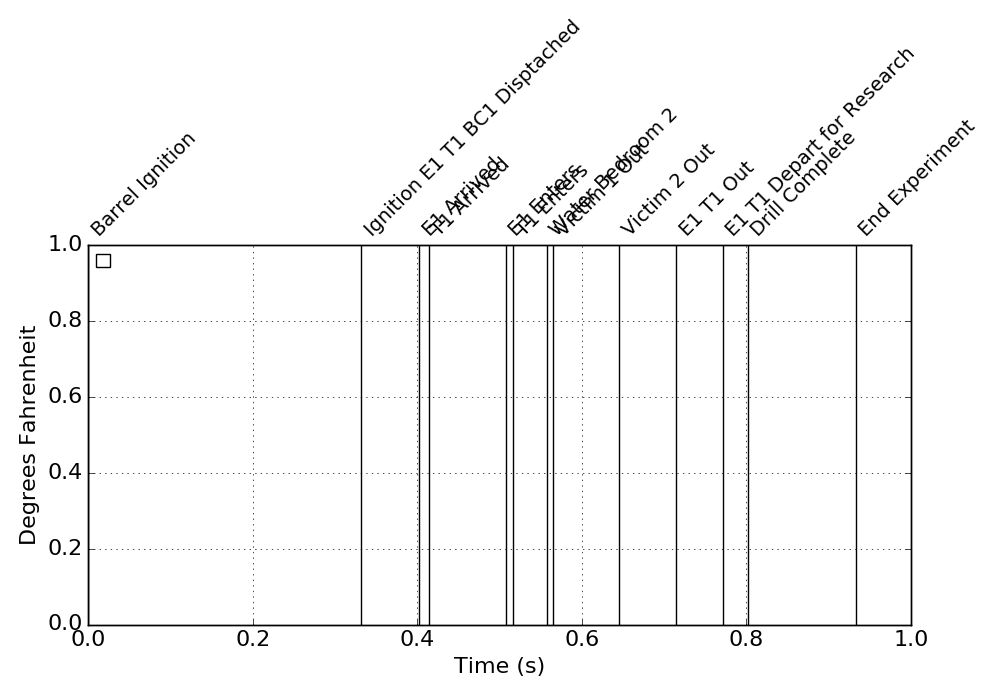 Barrel Ignition
Ignition E1 T1 BC1 Disptached
E1 Arrived
T1 Arrived
E1 Enters
T1 Enters
Water Bedroom 2
Victim 1 Out
Victim 2 Out
E1 T1 Out
E1 T1 Depart for Research
Drill Complete
End Experiment
1.0
0.8
0.6
0.4
0.2
0.0
Degrees Fahrenheit
0.0 0.2 0.4 0.6 0.8 1.0
Time (s)